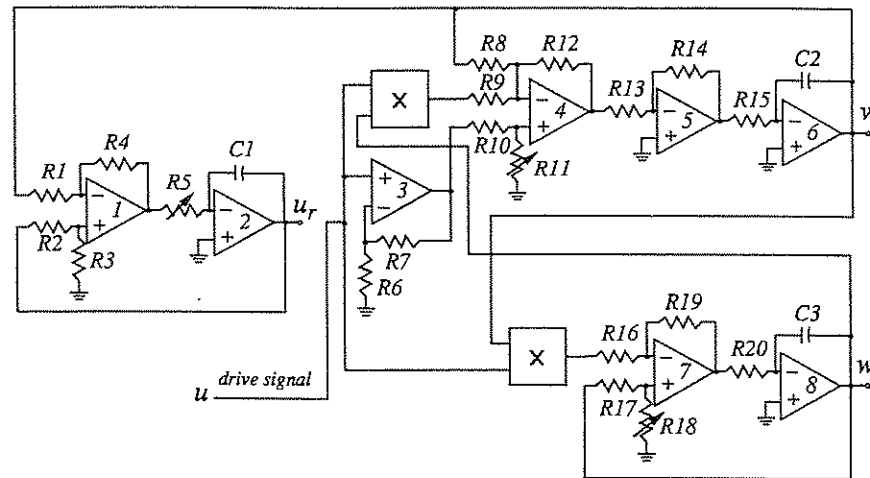 R8
R12
R9
R14
C2
R13
R15
4
5
6
v
R10
R11
X
3
R7
R6
R4
C1
R1
R5
1
2
u_r
R2
R3
u drive signal
X
R16
R19
C3
R20
7
8
w
R17
R18